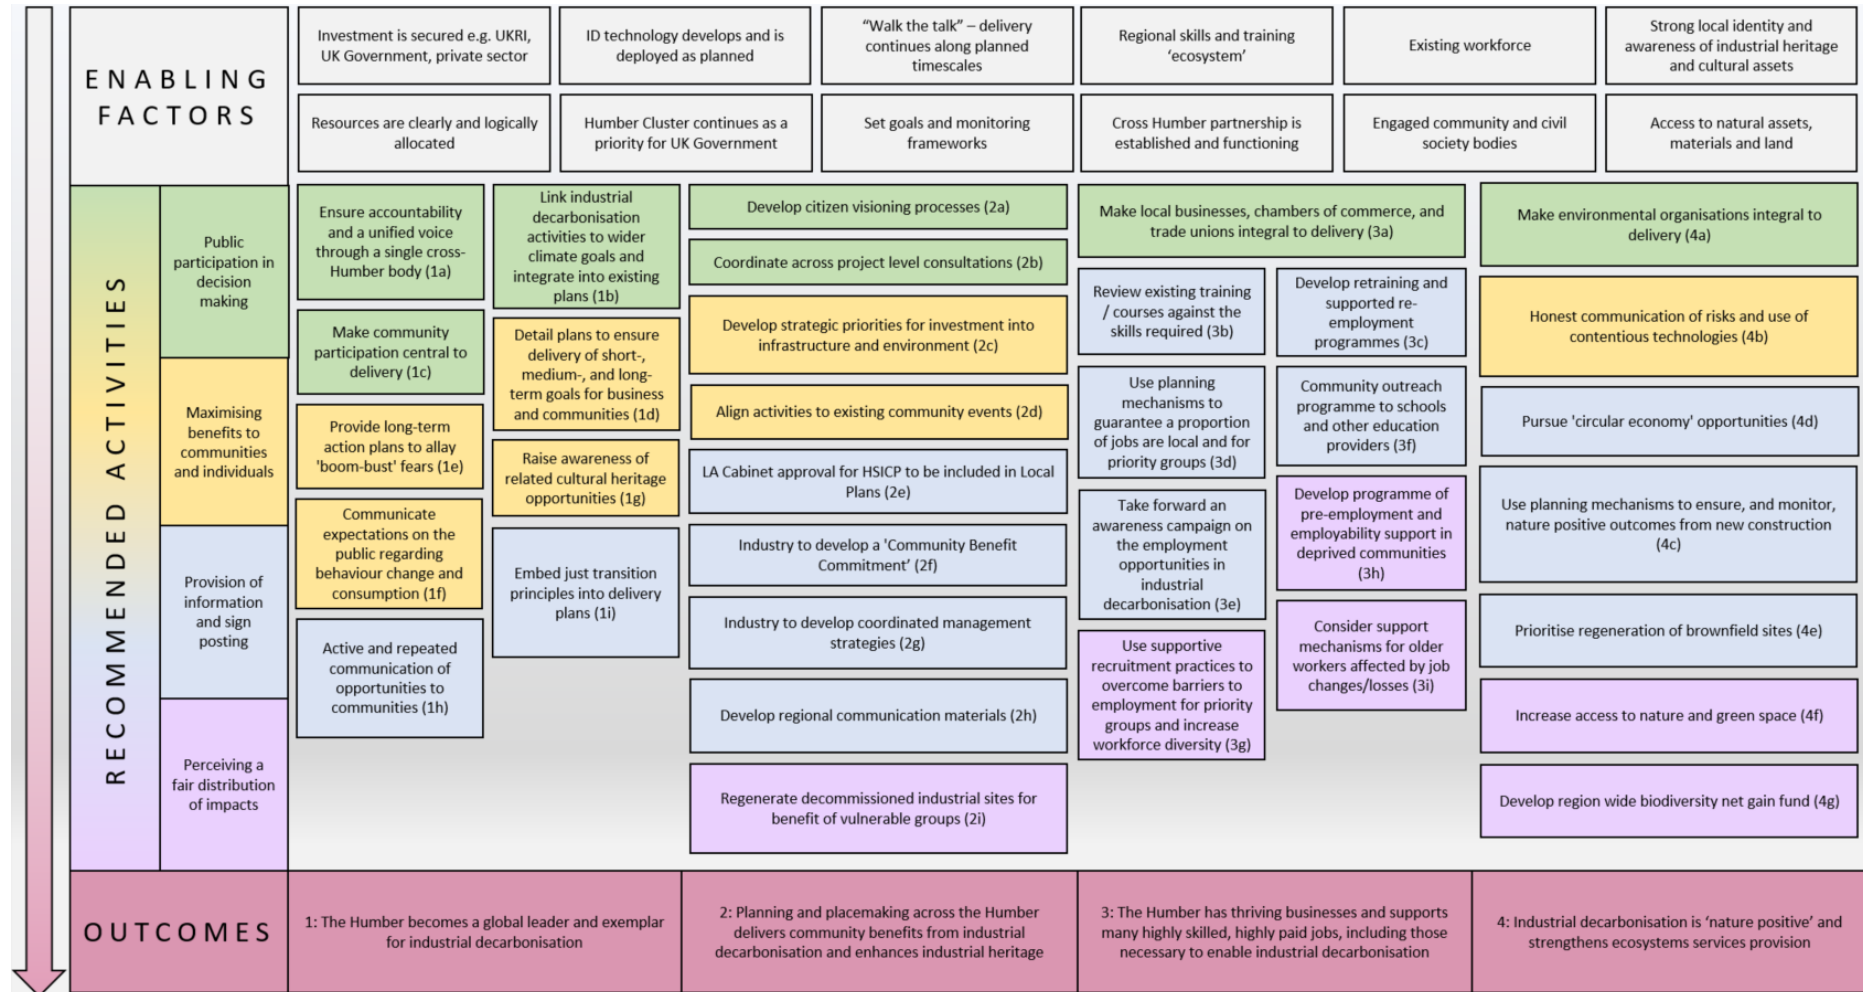 ENABLING
FACTORS
Investment is secured e.g. UKRI,
UK Government, private sector
ID technology develops and is
deployed as planned
“Walk the talk” – delivery
continues along planned
timescales
Regional skills and training
‘ecosystem’
Existing workforce
Strong local identity and
awareness of industrial heritage
and cultural assets
Resources are clearly and logically
allocated
Humber Cluster continues as a
priority for UK Government
Set goals and monitoring
frameworks
Cross Humber partnership is
established and functioning
Engaged community and civil
society bodies
Access to natural assets,
materials and land
RECOMMENDED ACTIVITIES
Public
participation in
decision
making
Maximising
benefits to
communities
and individuals
Provision of
information
and sign
posting
Perceiving a
fair distribution
of impacts
Ensure accountability
and a unified voice
through a single cross-
Humber body (1a)
Make community
participation central to
delivery (1c)
Provide long-term
action plans to allay
'boom-bust' fears (1e)
Communicate
expectations on the
public regarding
behaviour change and
consumption (1f)
Active and repeated
communication of
opportunities to
communities (1h)
Link industrial
decarbonisation
activities to wider
climate goals and
integrate into existing
plans (1b)
Detail plans to ensure
delivery of short-,
medium-, and long-
term goals for business
and communities (1d)
Raise awareness of
related cultural heritage
opportunities (1g)
Embed just transition
principles into delivery
plans (1i)
Develop citizen visioning processes (2a)
Coordinate across project level consultations (2b)
Develop strategic priorities for investment into
infrastructure and environment (2c)
Align activities to existing community events (2d)
LA Cabinet approval for HSICP to be included in Local
Plans (2e)
Industry to develop a 'Community Benefit
Commitment’ (2f)
Industry to develop coordinated management
strategies (2g)
Develop regional communication materials (2h)
Regenerate decommissioned industrial sites for
benefit of vulnerable groups (2i)
Make local businesses, chambers of commerce, and
trade unions integral to delivery (3a)
Review existing training
/ courses against the
skills required (3b)
Use planning
mechanisms to
guarantee a proportion
of jobs are local and for
priority groups (3d)
Take forward an
awareness campaign on
the employment
opportunities in
industrial
decarbonisation (3e)
Use supportive
recruitment practices to
overcome barriers to
employment for priority
groups and increase
workforce diversity (3g)
Develop retraining and
supported re-
employment
programmes (3c)
Community outreach
programme to schools
and other education
providers (3f)
Develop programme of
pre-employment and
employability support in
deprived communities
(3h)
Consider support
mechanisms for older
workers affected by job
changes/losses (3i)
Make environmental organisations integral to
delivery (4a)
Honest communication of risks and use of
contentious technologies (4b)
Pursue 'circular economy' opportunities (4d)
Use planning mechanisms to ensure, and monitor,
nature positive outcomes from new construction
(4c)
Prioritise regeneration of brownfield sites (4e)
Increase access to nature and green space (4f)
Develop region wide biodiversity net gain fund (4g)
OUTCOMES
1: The Humber becomes a global leader and exemplar
for industrial decarbonisation
2: Planning and placemaking across the Humber
delivers community benefits from industrial
decarbonisation and enhances industrial heritage
3: The Humber has thriving businesses and supports
many highly skilled, highly paid jobs, including those
necessary to enable industrial decarbonisation
4: Industrial decarbonisation is ‘nature positive’ and
strengthens ecosystems services provision